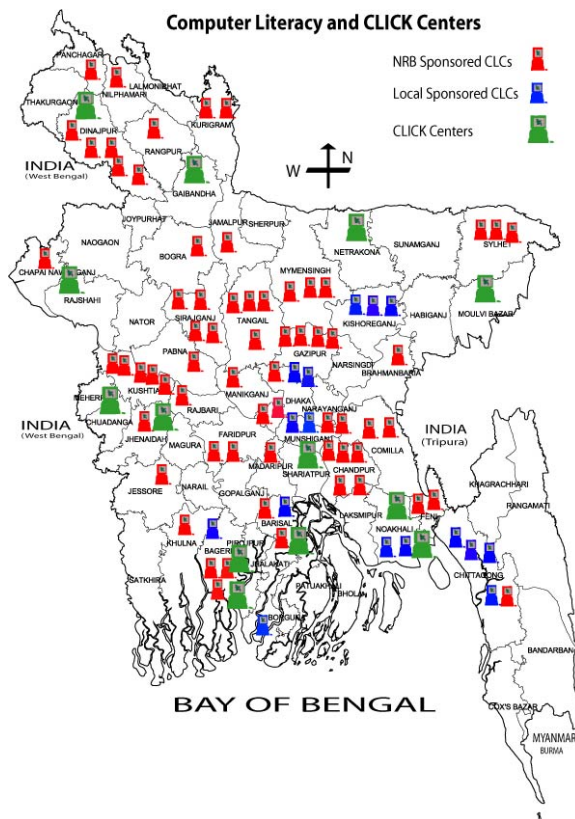 Computer Literacy and CLICK Centers
NRB Sponsored CLCs
Local Sponsored CLCs
CLICK Centers
PANCHAGAR
NILPHAMARI
LALMONIRHAT
THAKURGAON
DINAJPUR
KURIGRAM
RANGPUR
INDIA
(West Bengal)
GAIBANDHA
W
N
JOYPURHAT
JAMALPUR
SHERPUR
NAOGAON
NETRAKONA
SUNAMGANJ
SYLHET
BOGRA
MYMENSINGH
RAJSHAHI
MOULVI BAZAR
KISHOREGANJ
HABIGANJ
NATOR
SIRAJGANJ
TANGAIL
GAZIPUR
PABNA
NARSINGDI
BRAHMANBARIA
KUSHTIA
MANIKGANJ
DHAKA
RAJBARI
NARAYANGANJ
CHUADANGA
INDIA
(West Bengal)
INDIA
(Tripura)
JHENAIDAH
MAGURA
FARIDPUR
MUNSHIGANJ
COMILLA
MADARIPUR
SHARIATPUR
CHANDPUR
KHAGRACHHARI
JESSORE
NARAIL
GOPALGANJ
RANGAMATI
LAKSMIPUR
FENI
BARISAL
NOAKHALI
KHULNA
PIROJPUR
CHITTAGONG
SATKHIRA
PATUAKHALI
BHOLA
BANDARBAN
BAY OF BENGAL
COX'S BAZAR
MYANMAR
BURMA